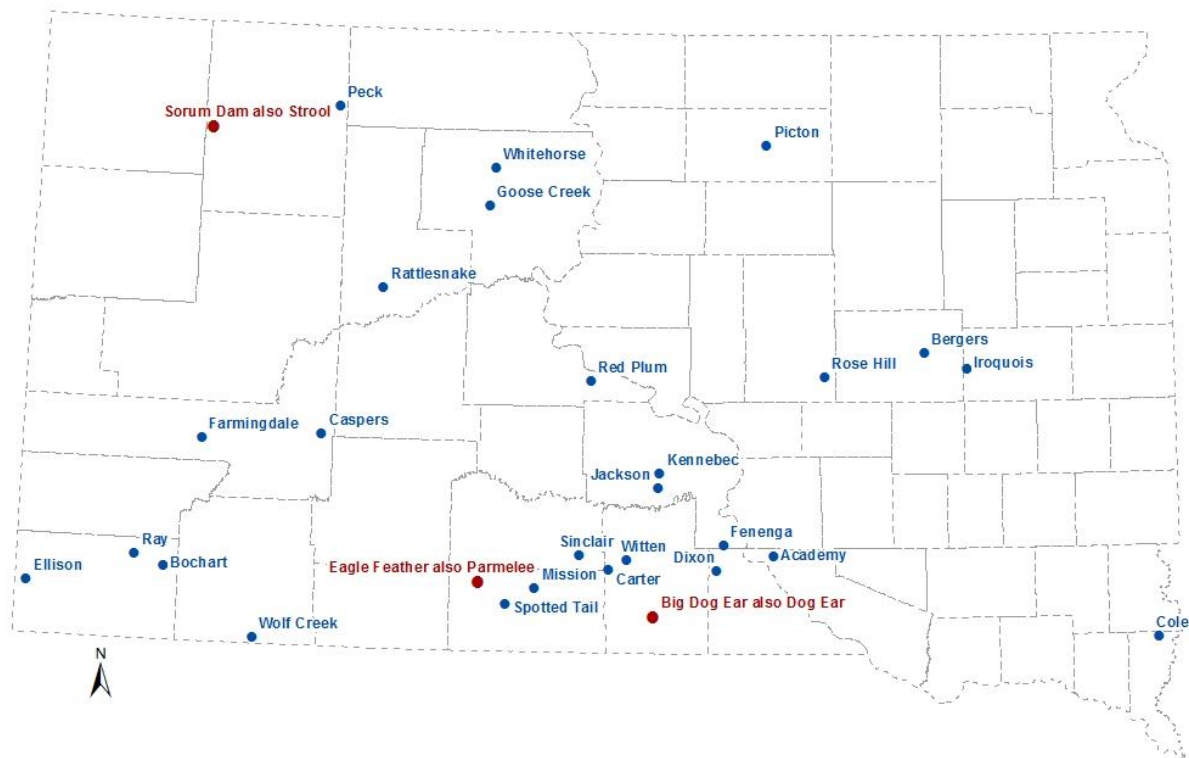 Peck
Sorum Dam also Strool
Picton
Whitehorse
Goose Creek
Rattlesnake
Bergers
Rose Hill
Iroquois
Red Plum
Farmingdale
Caspers
Kennebec
Jackson
Fenenga
Ray
Sinclair
Witten
Dixon
Academy
Ellison
Bochart
Eagle Feather also Parmelee
Mission
Carter
Spotted Tail
Big Dog Ear also Dog Ear
Wolf Creek
Cole
N